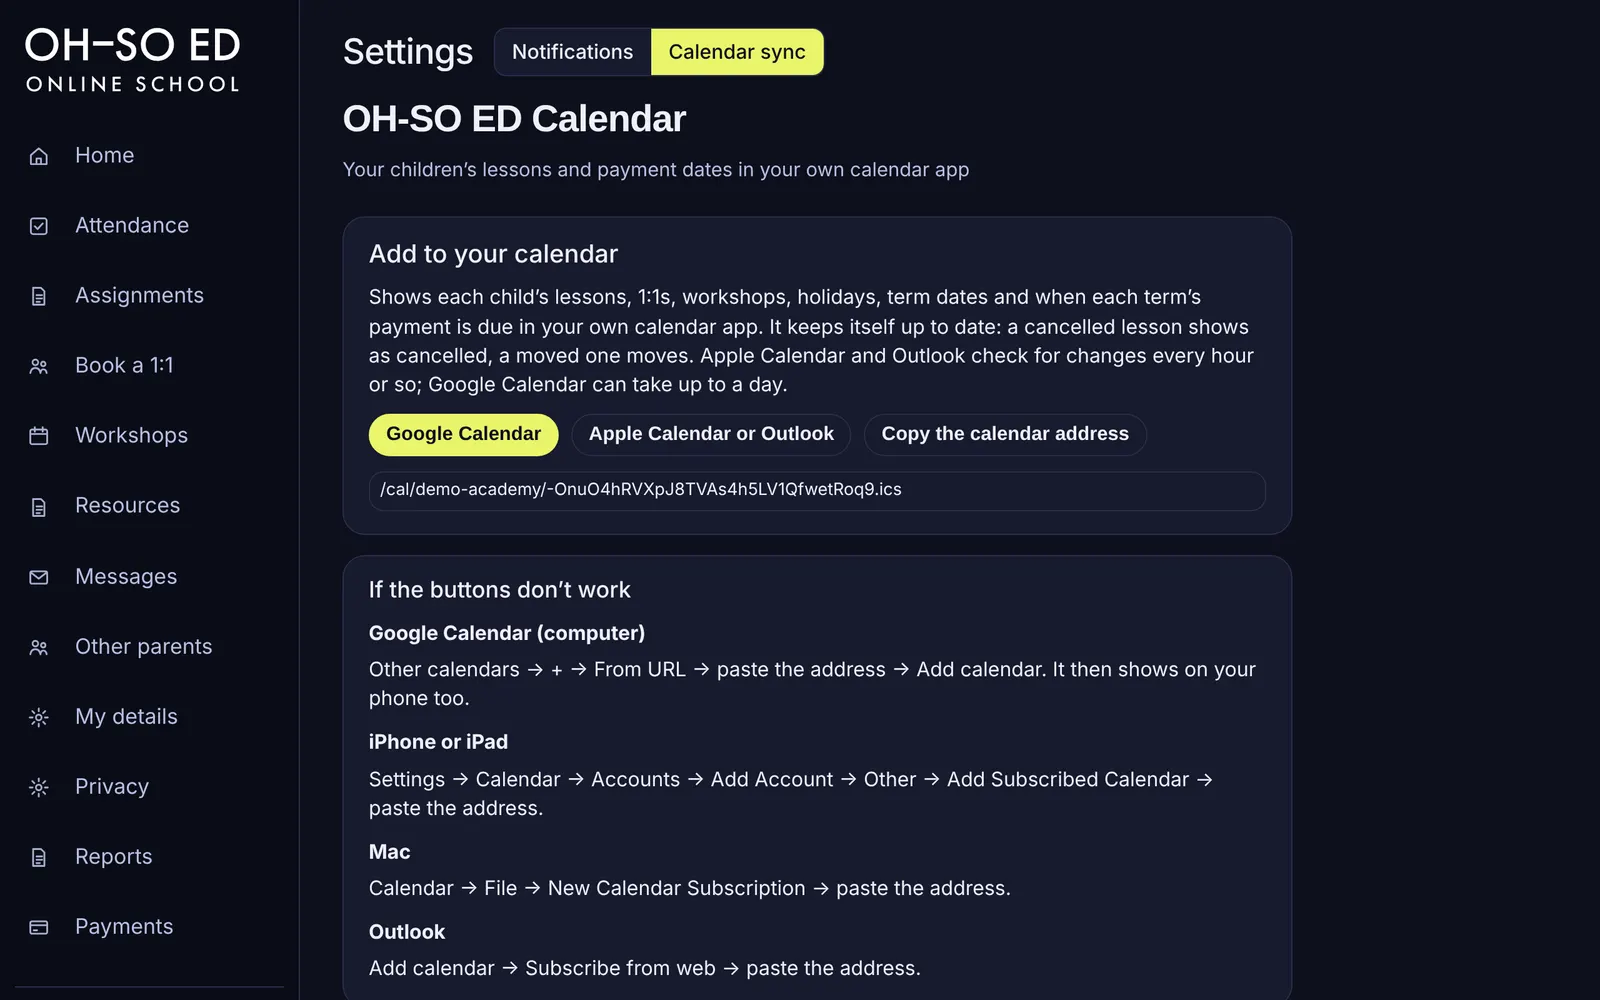 OH-SO ED
ONLINE SCHOOL
Home
Attendance
Assignments
Book a 1:1
Workshops
Resources
Messages
Other parents
My details
Privacy
Reports
Payments
Settings
Notifications
Calendar sync
OH-SO ED Calendar
Your children’s lessons and payment dates in your own calendar app
Add to your calendar
Shows each child’s lessons, 1:1s, workshops, holidays, term dates and when each term’s
payment is due in your own calendar app. It keeps itself up to date: a cancelled lesson shows
as cancelled, a moved one moves. Apple Calendar and Outlook check for changes every hour
or so; Google Calendar can take up to a day.
Google Calendar
Apple Calendar or Outlook
Copy the calendar address
/cal/demo-academy/-OnuO4hRVXpJ8TVAs4h5LV1QfwetRoq9.ics
If the buttons don’t work
Google Calendar (computer)
Other calendars → + → From URL → paste the address → Add calendar. It then shows on your
phone too.
iPhone or iPad
Settings → Calendar → Accounts → Add Account → Other → Add Subscribed Calendar →
paste the address.
Mac
Calendar → File → New Calendar Subscription → paste the address.
Outlook
Add calendar → Subscribe from web → paste the address.